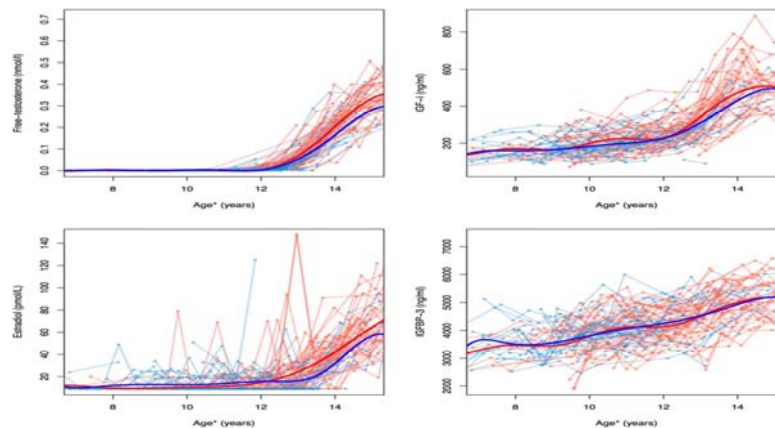 Free-testosterone (nmol/l)
0.0 0.1 0.2 0.3 0.4 0.5 0.6 0.7
8 10 12 14
Age* (years)
IGF-I (ng/ml)
200 400 600 800
8 10 12 14
Age* (years)
Estradiol (pmol/L)
20 40 60 80 100 120 140
8 10 12 14
Age* (years)
IGFBP-3 (ng/ml)
2000 3000 4000 5000 6000 7000
8 10 12 14
Age* (years)